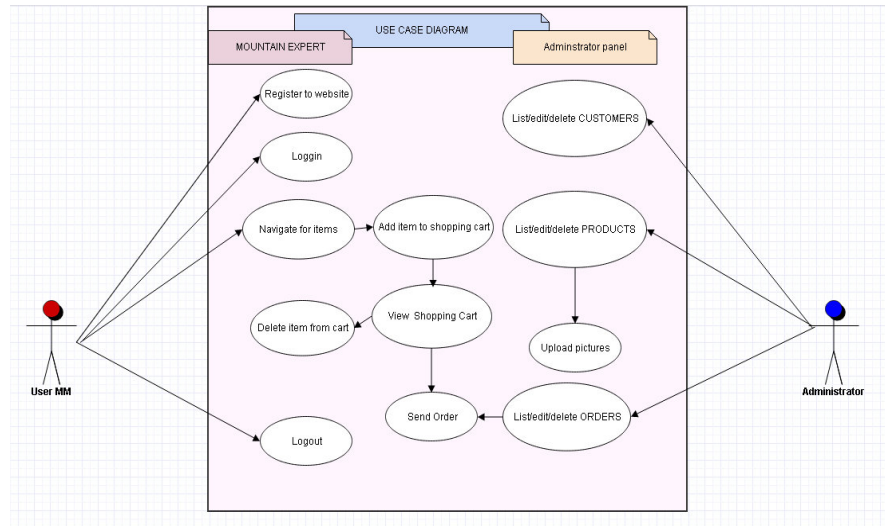 USE CASE DIAGRAM
MOUNTAIN EXPERT
Adminstrator panel
Register to website
List/edit/delete CUSTOMERS
Loggin
Navigate for items
Add item to shopping cart
List/edit/delete PRODUCTS
Delete item from cart
View Shopping Cart
Upload pictures
User MM
Administrator
Send Order
List/edit/delete ORDERS
Logout